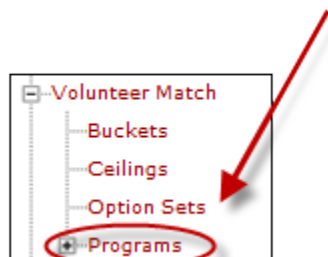 Volunteer Match
Buckets
Ceilings
Option Sets
Programs